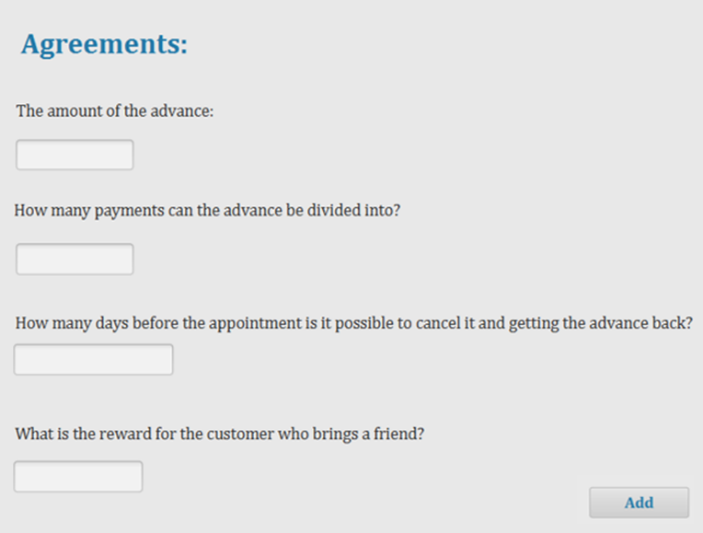 Agreements:
The amount of the advance:
How many payments can the advance be divided into?
How many days before the appointment is it possible to cancel it and getting the advance back?
What is the reward for the customer who brings a friend?
Add